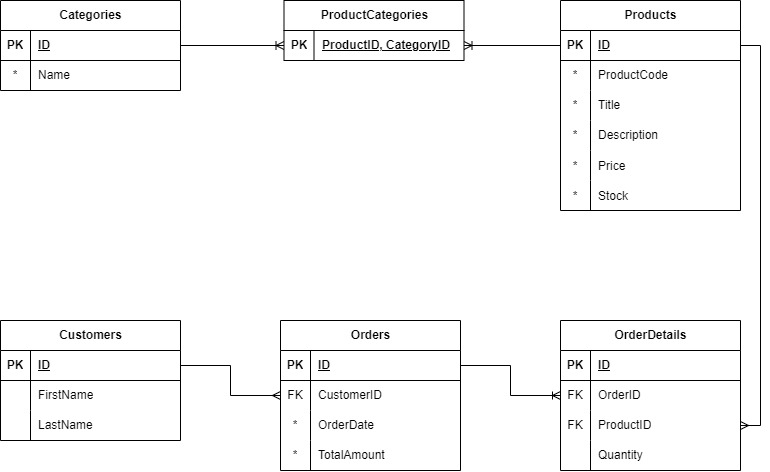 Categories
PK ID
* Name
ProductCategories
PK ProductID, CategoryID
Products
PK ID
* ProductCode
* Title
* Description
* Price
* Stock
Customers
PK ID
FirstName
LastName
Orders
PK ID
FK CustomerID
* OrderDate
* TotalAmount
OrderDetails
PK ID
FK OrderID
FK ProductID
Quantity